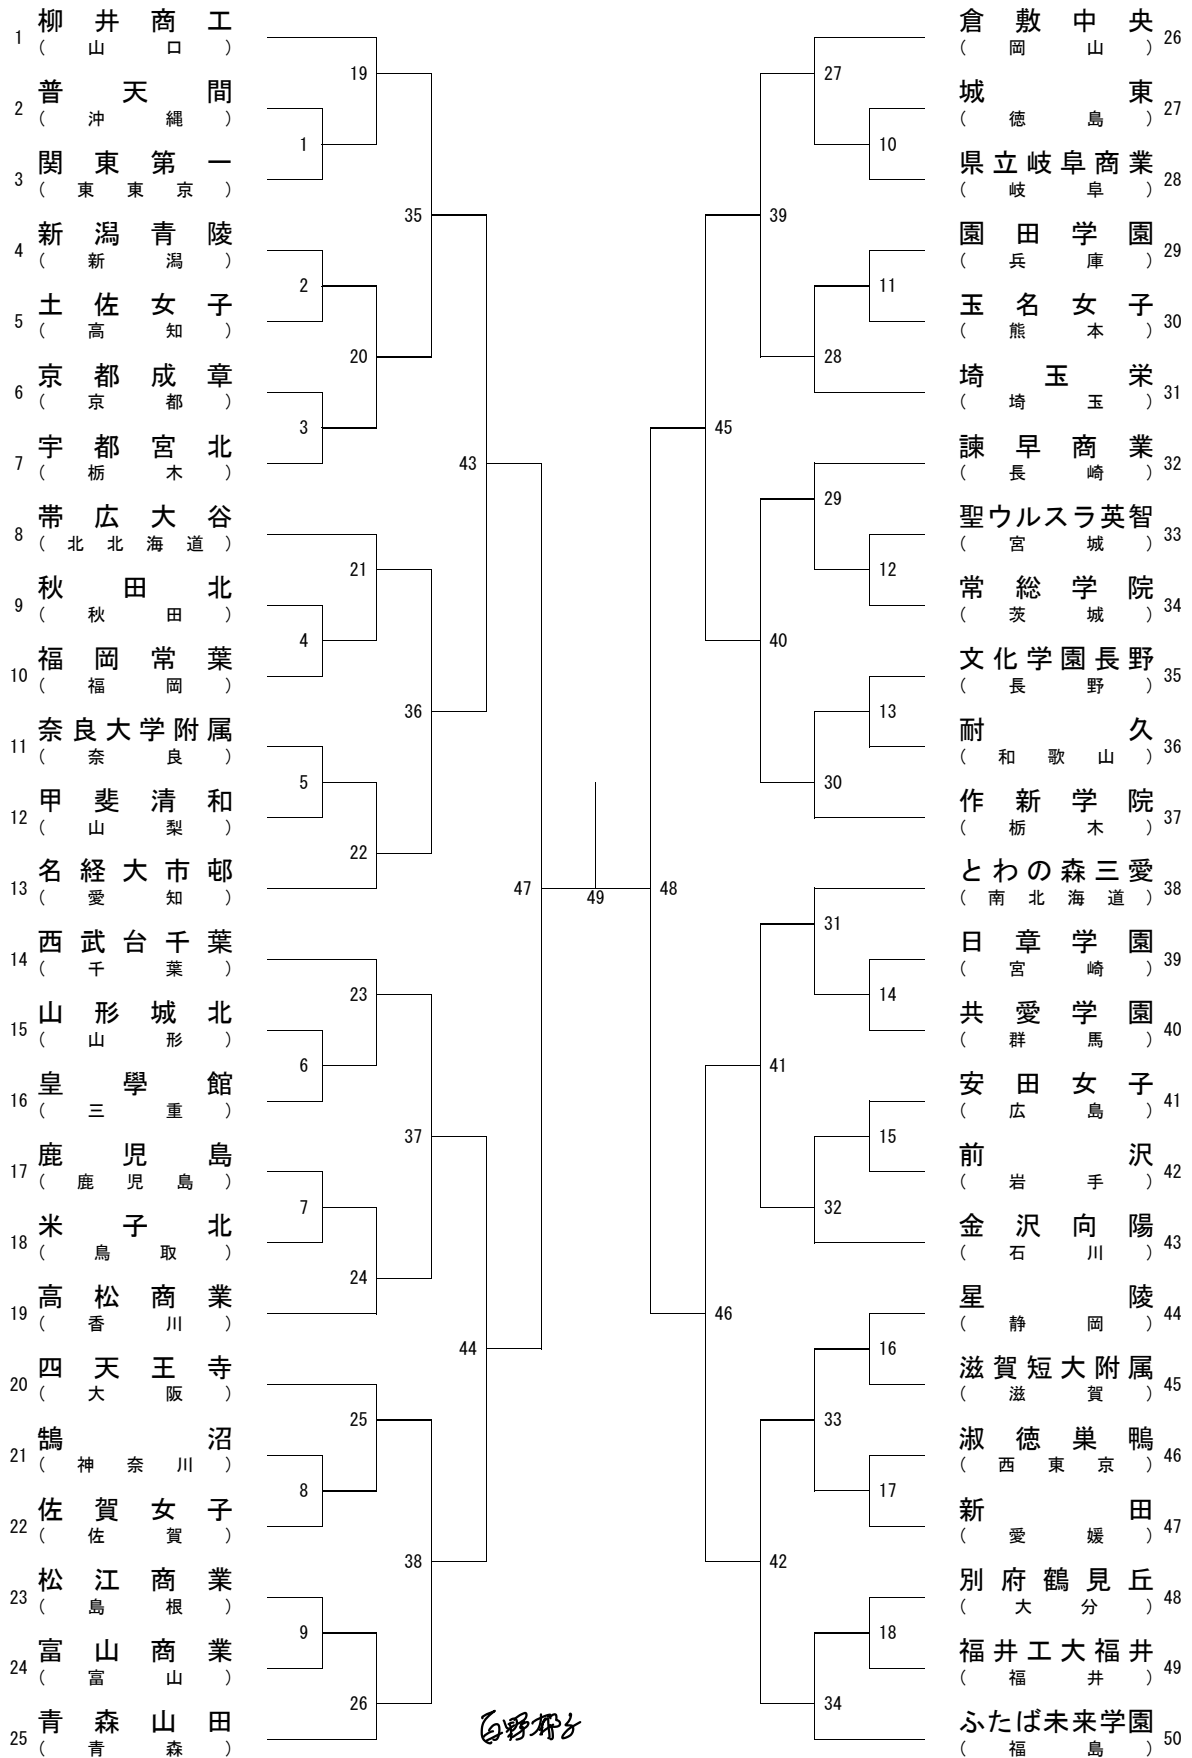 1 柳井商工
(山口)
2 普天間
(沖縄)
3 関東第一
(東東京)
4 新潟青陵
(新潟)
5 土佐女子
(高知)
6 京都成章
(京都)
7 宇都宮北
(栃木)
8 帯広大谷
(北北海道)
9 秋田北
(秋田)
10 福岡常葉
(福岡)
11 奈良大学附属
(奈良)
12 甲斐清和
(山梨)
13 名経大市邨
(愛知)
14 西武台千葉
(千葉)
15 山形城北
(山形)
16 皇學館
(三重)
17 鹿児島
(鹿児島)
18 米子北
(鳥取)
19 高松商業
(香川)
20 四天王寺
(大阪)
21 鵠沼
(神奈川)
22 佐賀女子
(佐賀)
23 松江商業
(島根)
24 富山商業
(富山)
25 青森山田
(青森)
1
2
3
4
5
6
7
8
9
19
20
21
22
23
24
25
26
35
36
37
38
43
44
47
49
48
45
46
39
40
41
42
27
28
29
30
31
32
33
34
10
11
12
13
14
15
16
17
18
倉敷中央 26
(岡山)
城東 27
(徳島)
県立岐阜商業 28
(岐阜)
園田学園 29
(兵庫)
玉名女子 30
(熊本)
埼玉栄 31
(埼玉)
諫早商業 32
(長崎)
聖ウルスラ英智 33
(宮城)
常総学院 34
(茨城)
文化学園長野 35
(長野)
耐久 36
(和歌山)
作新学院 37
(栃木)
とわの森三愛 38
(南北海道)
日章学園 39
(宮崎)
共愛学園 40
(群馬)
安田女子 41
(広島)
前沢 42
(岩手)
金沢向陽 43
(石川)
星陵 44
(静岡)
滋賀短大附属 45
(滋賀)
淑徳巣鴨 46
(西東京)
新田 47
(愛媛)
別府鶴見丘 48
(大分)
福井工大福井 49
(福井)
ふたば未来学園 50
(福島)